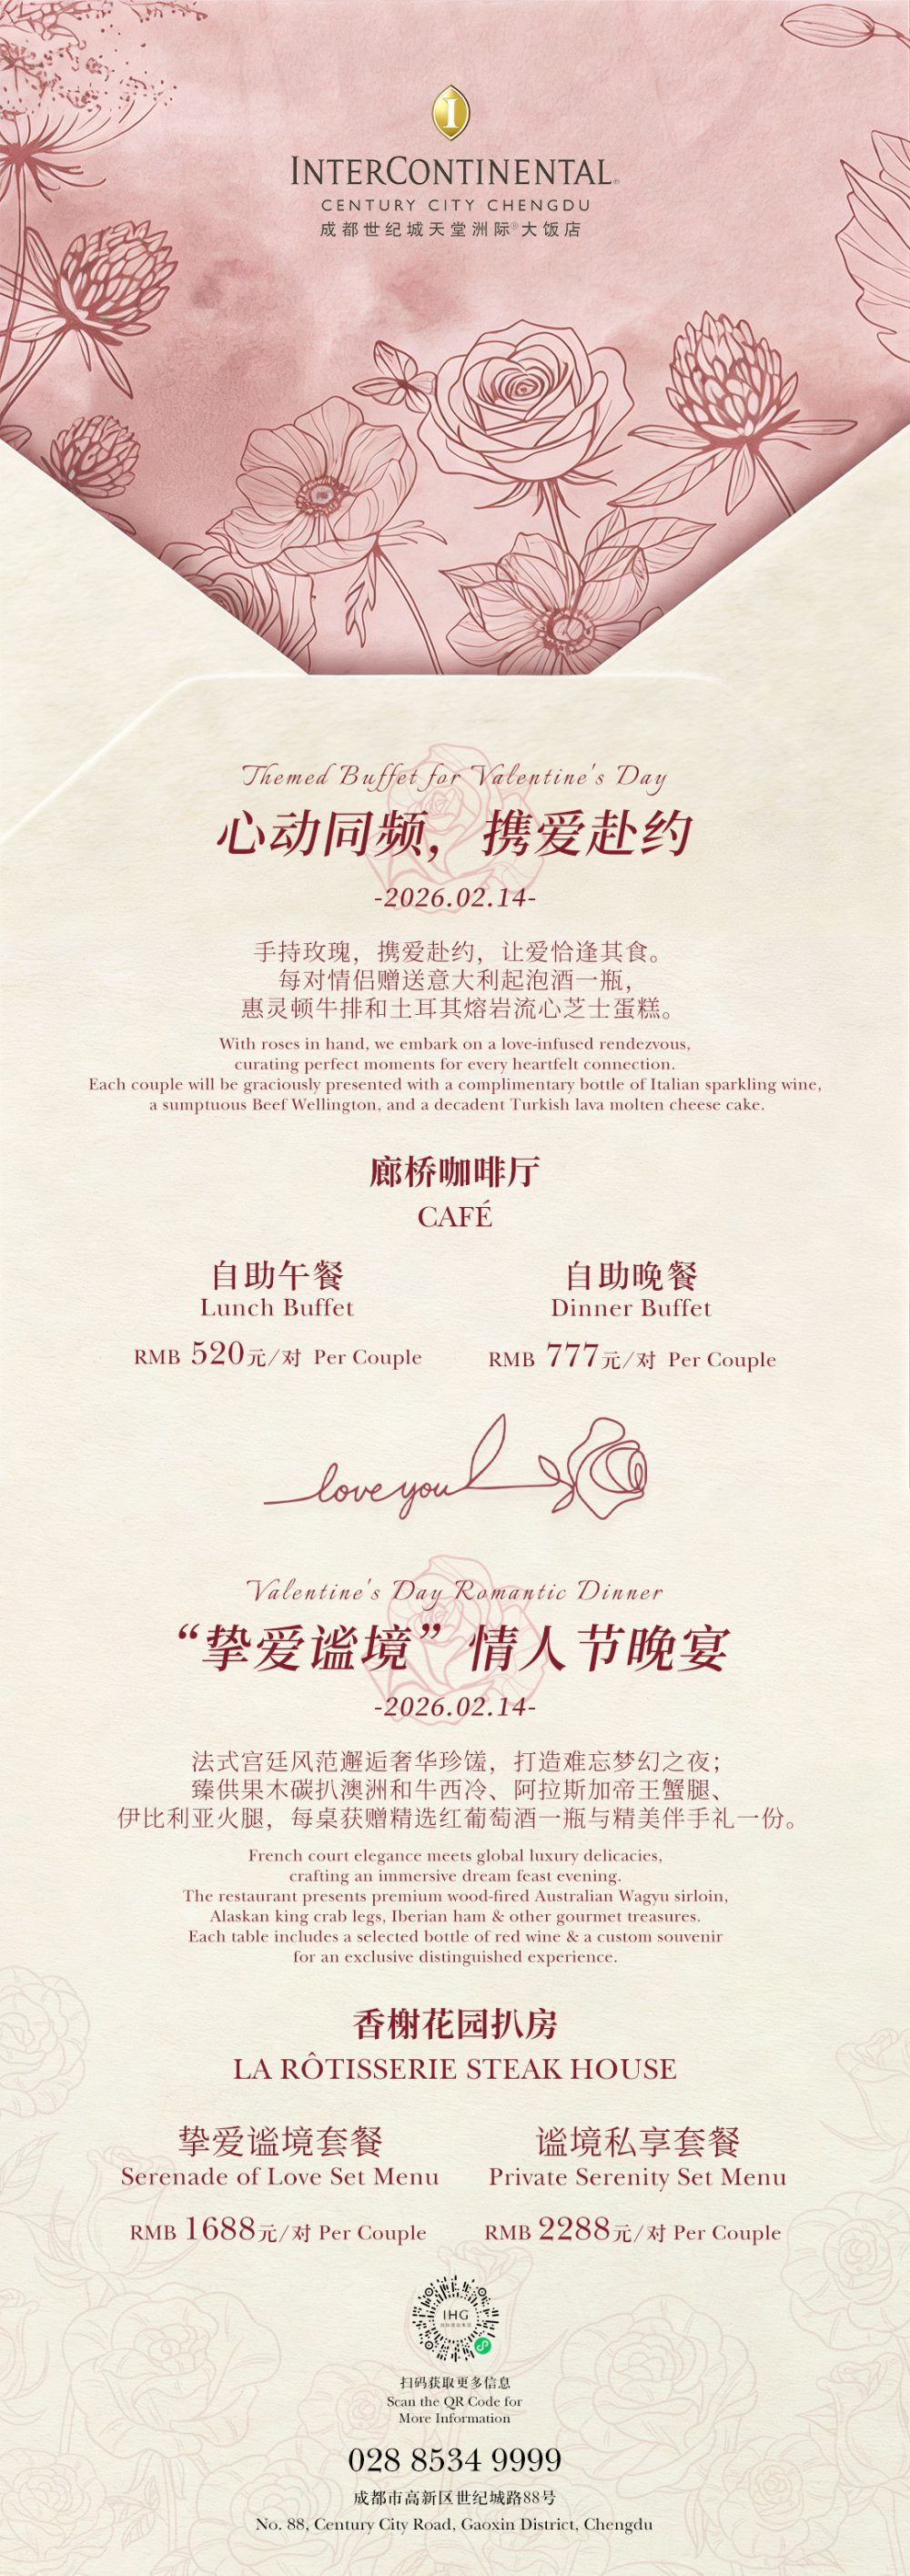 I
INTERCONTINENTAL®
CENTURY CITY CHENGDU
成都世纪城天堂洲际®大饭店
Themed Buffet for Valentine's Day
心动同频，携爱赴约
-2026.02.14-
手持玫瑰，携爱赴约，让爱恰逢其食。
每对情侣赠送意大利起泡酒一瓶，
惠灵顿牛排和土耳其熔岩流心芝士蛋糕。
With roses in hand, we embark on a love-infused rendezvous,
curating perfect moments for every heartfelt connection.
Each couple will be graciously presented with a complimentary bottle of Italian sparkling wine,
a sumptuous Beef Wellington, and a decadent Turkish lava molten cheese cake.
廊桥咖啡厅
CAFÉ
自助午餐
Lunch Buffet
RMB 520元/对 Per Couple
自助晚餐
Dinner Buffet
RMB 777元/对 Per Couple
love you
Valentine's Day Romantic Dinner
“挚爱谧境”情人节晚宴
-2026.02.14-
法式宫廷风范邂逅奢华珍馐，打造难忘梦幻之夜；
臻供果木碳扒澳洲和牛西冷、阿拉斯加帝王蟹腿、
伊比利亚火腿，每桌获赠精选红葡萄酒一瓶与精美伴手礼一份。
French court elegance meets global luxury delicacies,
crafting an immersive dream feast evening.
The restaurant presents premium wood-fired Australian Wagyu sirloin,
Alaskan king crab legs, Iberian ham & other gourmet treasures.
Each table includes a selected bottle of red wine & a custom souvenir
for an exclusive distinguished experience.
香榭花园扒房
LA RÔTISSERIE STEAK HOUSE
挚爱谧境套餐
Serenade of Love Set Menu
RMB 1688元/对 Per Couple
谧境私享套餐
Private Serenity Set Menu
RMB 2288元/对 Per Couple
IHG
扫码获取更多信息
Scan the QR Code for
More Information
028 8534 9999
成都市高新区世纪城路88号
No. 88, Century City Road, Gaoxin District, Chengdu